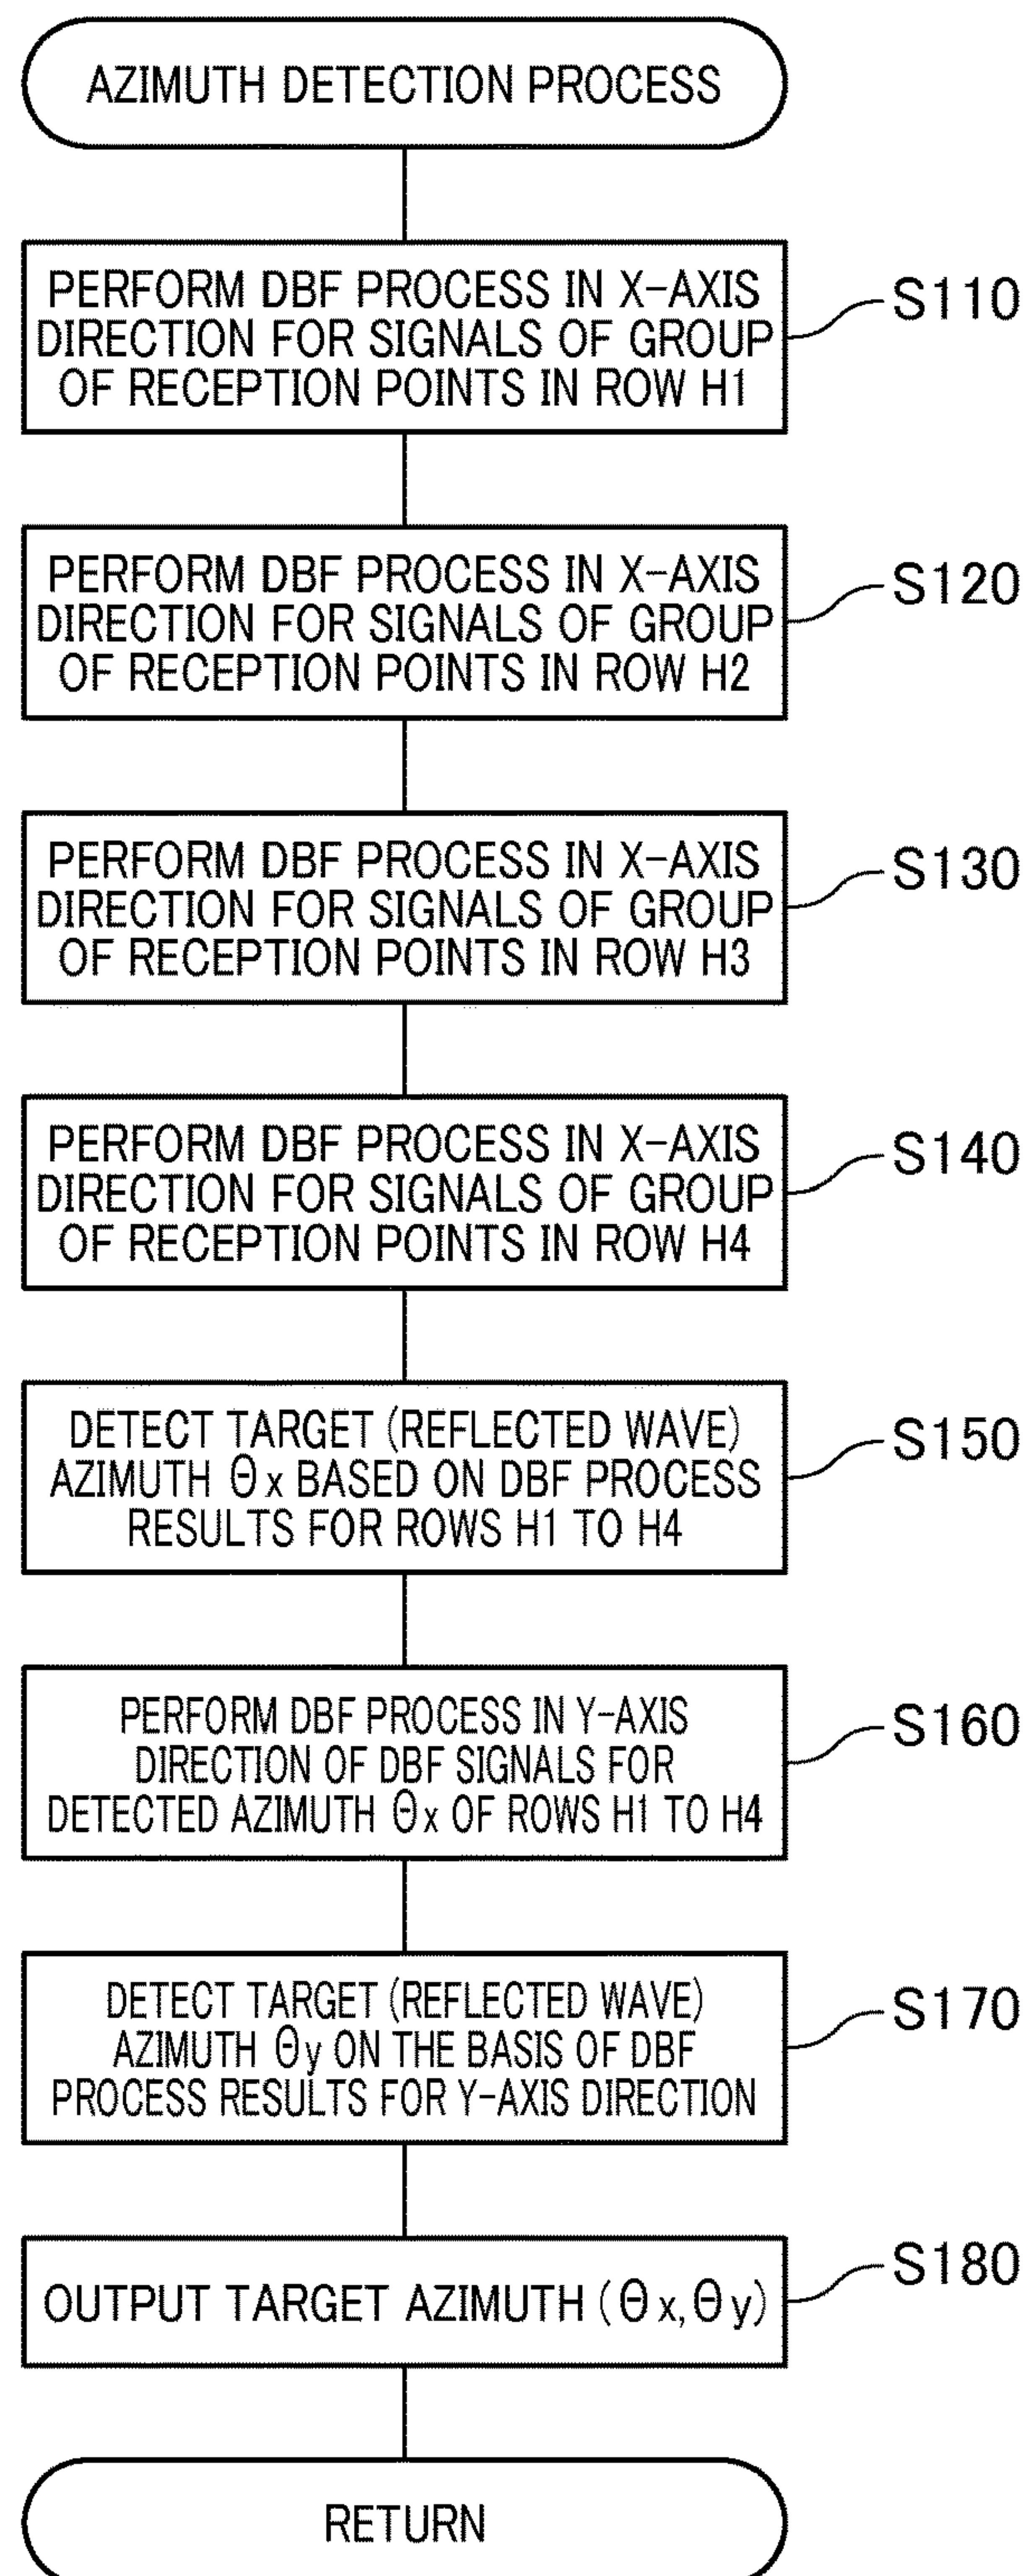 AZIMUTH DETECTION PROCESS
PERFORM DBF PROCESS IN X-AXIS
DIRECTION FOR SIGNALS OF GROUP
OF RECEPTION POINTS IN ROW H1
S110
PERFORM DBF PROCESS IN X-AXIS
DIRECTION FOR SIGNALS OF GROUP
OF RECEPTION POINTS IN ROW H2
S120
PERFORM DBF PROCESS IN X-AXIS
DIRECTION FOR SIGNALS OF GROUP
OF RECEPTION POINTS IN ROW H3
S130
PERFORM DBF PROCESS IN X-AXIS
DIRECTION FOR SIGNALS OF GROUP
OF RECEPTION POINTS IN ROW H4
S140
DETECT TARGET (REFLECTED WAVE)
AZIMUTH θx BASED ON DBF PROCESS
RESULTS FOR ROWS H1 TO H4
S150
PERFORM DBF PROCESS IN Y-AXIS
DIRECTION OF DBF SIGNALS FOR
DETECTED AZIMUTH θx OF ROWS H1 TO H4
S160
DETECT TARGET (REFLECTED WAVE)
AZIMUTH θy ON THE BASIS OF DBF
PROCESS RESULTS FOR Y-AXIS DIRECTION
S170
OUTPUT TARGET AZIMUTH (θx,θy)
S180
RETURN